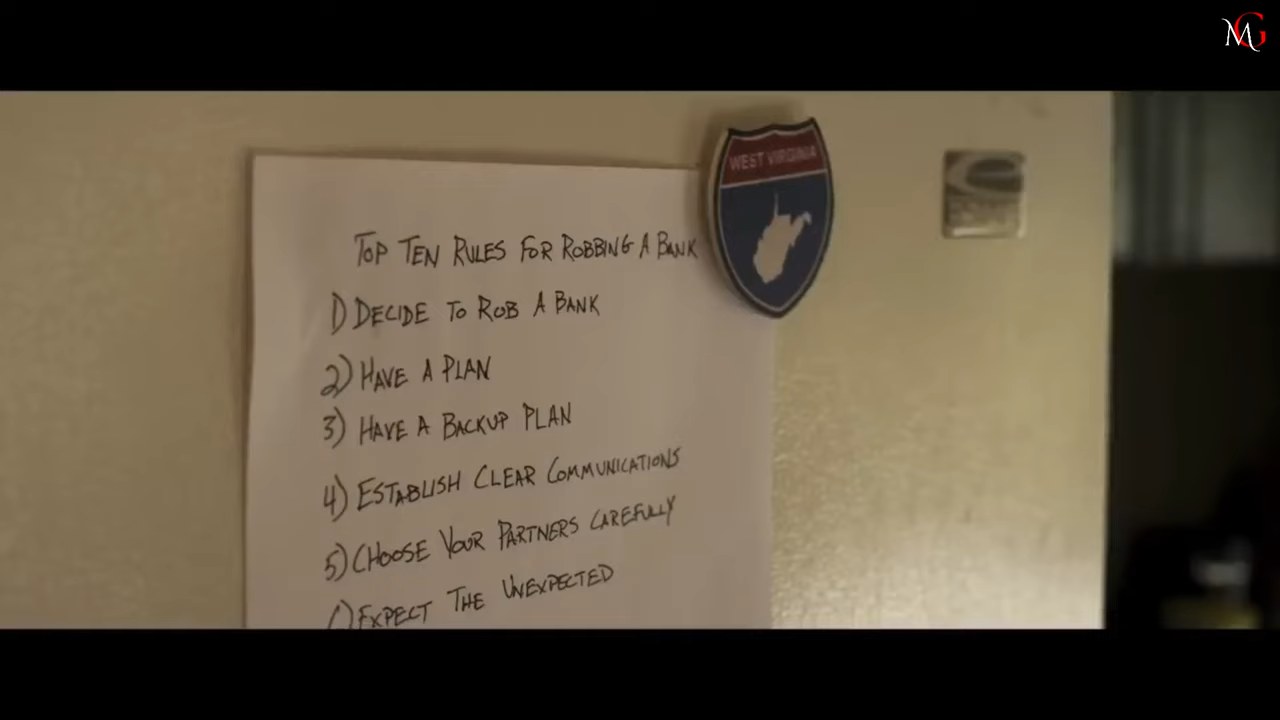 MG
WEST VIRGINIA
TOP TEN RULES FOR ROBBING A BANK
1) DECIDE TO ROB A BANK
2) HAVE A PLAN
3) HAVE A BACKUP PLAN
4) ESTABLISH CLEAR COMMUNICATIONS
5) CHOOSE YOUR PARTNERS CAREFULLY
EXPECT THE UNEXPECTED